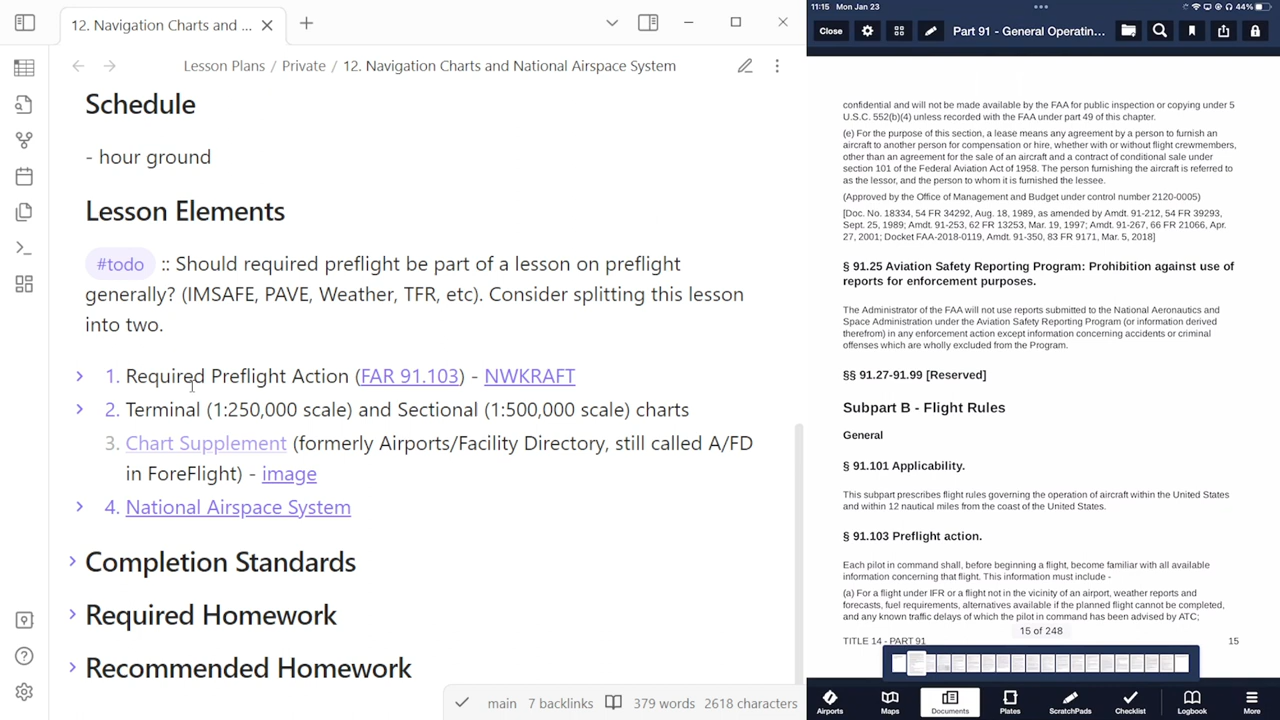 12. Navigation Charts and ...
Lesson Plans / Private / 12. Navigation Charts and National Airspace System
Schedule
- hour ground
Lesson Elements
#todo :: Should required preflight be part of a lesson on preflight
generally? (IMSAFE, PAVE, Weather, TFR, etc). Consider splitting this lesson
into two.
1. Required Preflight Action (FAR 91.103) - NWKRAFT
2. Terminal (1:250,000 scale) and Sectional (1:500,000 scale) charts
3. Chart Supplement (formerly Airports/Facility Directory, still called A/FD
in ForeFlight) - image
4. National Airspace System
Completion Standards
Required Homework
Recommended Homework
main 7 backlinks 379 words 2618 characters
11:15 Mon Jan 23
44%
Close
Part 91 - General Operatin...
confidential and will not be made available by the FAA for public inspection or copying under 5
U.S.C. 552(b)(4) unless recorded with the FAA under part 49 of this chapter.
(e) For the purpose of this section, a lease means any agreement by a person to furnish an
aircraft to another person for compensation or hire, whether with or without flight crewmembers,
other than an agreement for the sale of an aircraft and a contract of conditional sale under
section 101 of the Federal Aviation Act of 1958. The person furnishing the aircraft is referred to
as the lessor, and the person to whom it is furnished the lessee.
(Approved by the Office of Management and Budget under control number 2120-0005)
[Doc. No. 18334, 54 FR 34292, Aug. 18, 1989, as amended by Amdt. 91-212, 54 FR 39293,
Sept. 25, 1989; Amdt. 91-253, 62 FR 13253, Mar. 19, 1997; Amdt. 91-267, 66 FR 21066, Apr.
27, 2001; Docket FAA-2018-0119, Amdt. 91-350, 83 FR 9171, Mar. 5, 2018]
§ 91.25 Aviation Safety Reporting Program: Prohibition against use of
reports for enforcement purposes.
The Administrator of the FAA will not use reports submitted to the National Aeronautics and
Space Administration under the Aviation Safety Reporting Program (or information derived
therefrom) in any enforcement action except information concerning accidents or criminal
offenses which are wholly excluded from the Program.
§§ 91.27-91.99 [Reserved]
Subpart B - Flight Rules
General
§ 91.101 Applicability.
This subpart prescribes flight rules governing the operation of aircraft within the United States
and within 12 nautical miles from the coast of the United States.
§ 91.103 Preflight action.
Each pilot in command shall, before beginning a flight, become familiar with all available
information concerning that flight. This information must include -
(a) For a flight under IFR or a flight not in the vicinity of an airport, weather reports and
forecasts, fuel requirements, alternatives available if the planned flight cannot be completed,
and any known traffic delays of which the pilot in command has been advised by ATC;
15 of 248
TITLE 14 - PART 91 15
Airports Maps Documents Plates ScratchPads Checklist Logbook More